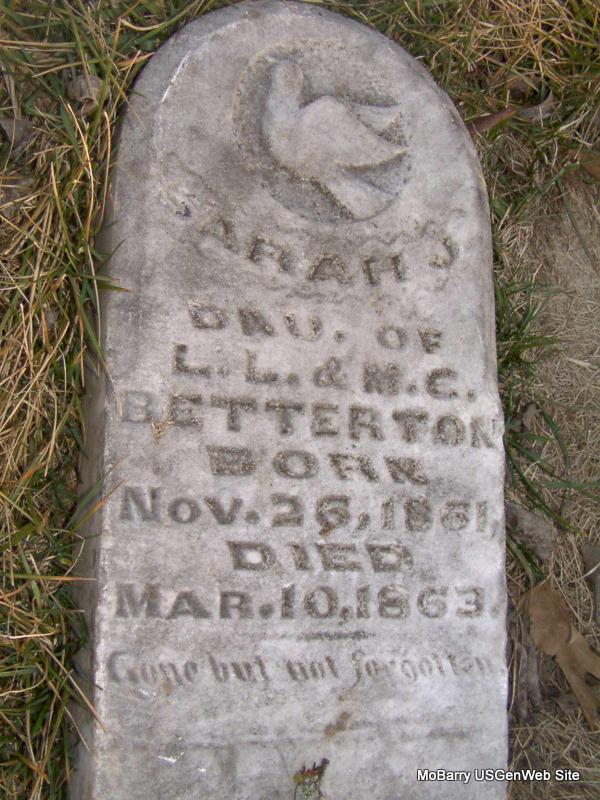 SARAH J.
DAU. OF
L. L. & M. C.
BETTERTON
BORN
NOV. 26, 1861,
DIED
MAR. 10, 1863.
Gone but not forgotten.
MoBarry USGenWeb Site